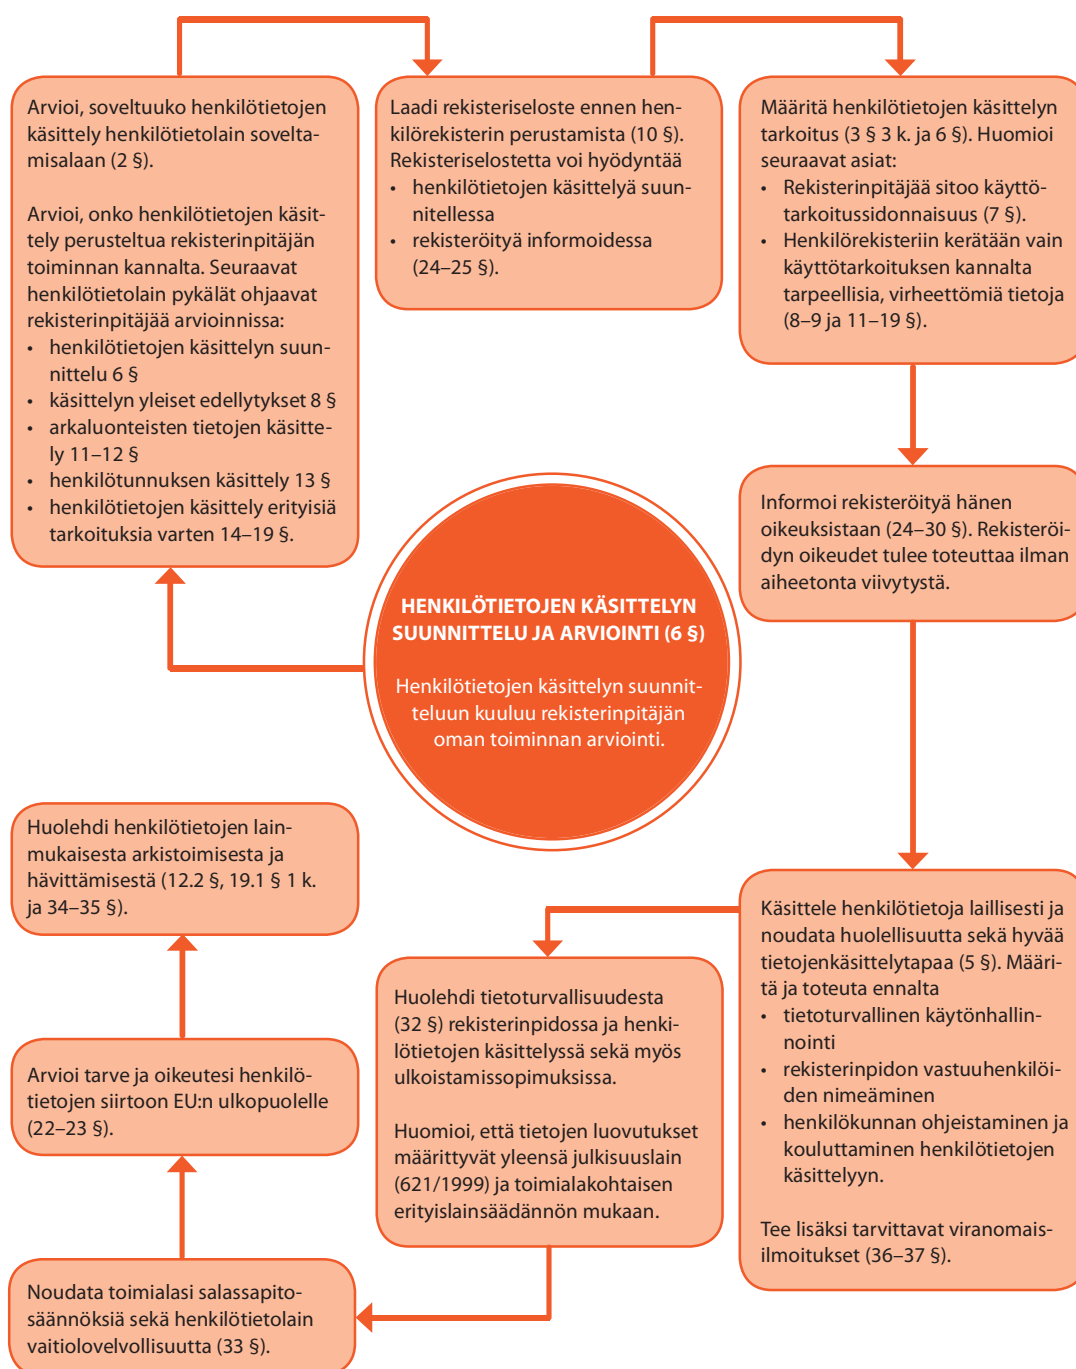 Arvioi, soveltuuko henkilötietojen
käsittely henkilötietolain sovelta-
misalaan (2 §).
Arvioi, onko henkilötietojen käsit-
tely perusteltua rekisterinpitäjän
toiminnan kannalta. Seuraavat
henkilötietolain pykälät ohjaavat
rekisterinpitäjää arvioinnissa:
• henkilötietojen käsittelyn suun-
nittelu 6 §
• käsittelyn yleiset edellytykset 8 §
• arkaluonteisten tietojen käsitte-
ly 11–12 §
• henkilötunnuksen käsittely 13 §
• henkilötietojen käsittely erityisiä
tarkoituksia varten 14–19 §.
Laadi rekisteriseloste ennen hen-
kilörekisterin perustamista (10 §).
Rekisteriselostetta voi hyödyntää
• henkilötietojen käsittelyä suun-
nitellessa
• rekisteröityä informoidessa
(24–25 §).
Määritä henkilötietojen käsittelyn
tarkoitus (3 § 3 k. ja 6 §). Huomioi
seuraavat asiat:
• Rekisterinpitäjää sitoo käyttö-
tarkoitussidonnaisuus (7 §).
• Henkilörekisteriin kerätään vain
käyttötarkoituksen kannalta
tarpeellisia, virheettömiä tietoja
(8–9 ja 11–19 §).
Informoi rekisteröityä hänen
oikeuksistaan (24–30 §). Rekisteröi-
dyn oikeudet tulee toteuttaa ilman
aiheetonta viivytystä.
HENKILÖTIETOJEN KÄSITTELYN
SUUNNITTELU JA ARVIOINTI (6 §)
Henkilötietojen käsittelyn suunnit-
teluun kuuluu rekisterinpitäjän
oman toiminnan arviointi.
Käsittele henkilötietoja laillisesti ja
noudata huolellisuutta sekä hyvää
tietojenkäsittelytapaa (5 §). Määri-
tä ja toteuta ennalta
• tietoturvallinen käytönhallin-
nointi
• rekisterinpidon vastuuhenkilöi-
den nimeäminen
• henkilökunnan ohjeistaminen ja
kouluttaminen henkilötietojen
käsittelyyn.
Tee lisäksi tarvittavat viranomais-
ilmoitukset (36–37 §).
Huolehdi tietoturvallisuudesta
(32 §) rekisterinpidossa ja henki-
lötietojen käsittelyssä sekä myös
ulkoistamissopimuksissa.
Huomioi, että tietojen luovutukset
määrittyvät yleensä julkisuuslain
(621/1999) ja toimialakohtaisen
erityislainsäädännön mukaan.
Noudata toimialasi salassapito-
säännöksiä sekä henkilötietolain
vaitiolovelvollisuutta (33 §).
Arvioi tarve ja oikeutesi henkilö-
tietojen siirtoon EU:n ulkopuolelle
(22–23 §).
Huolehdi henkilötietojen lain-
mukaisesta arkistoimisesta ja
hävittämisestä (12.2 §, 19.1 § 1 k.
ja 34–35 §).